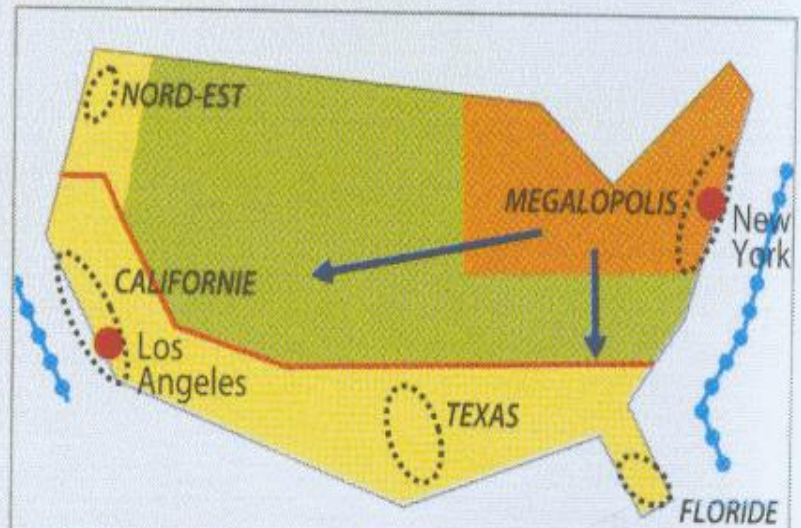 NORD-EST
MEGALOPOLIS
New
York
CALIFORNIE
Los
Angeles
TEXAS
FLORIDE